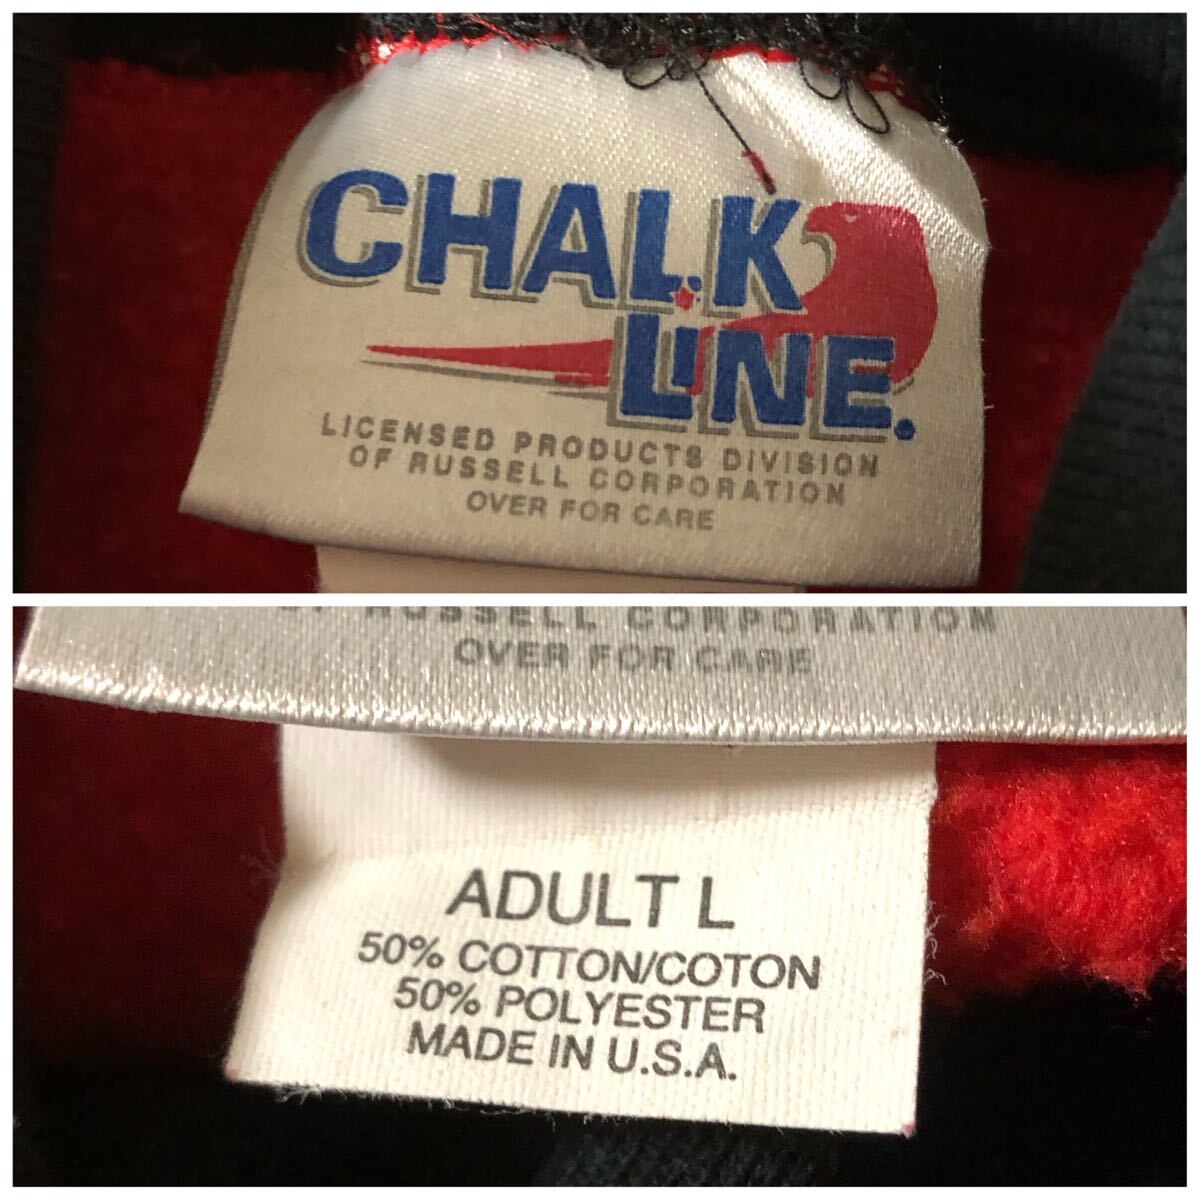 CHALK
LINE.
LICENSED PRODUCTS DIVISION
OF RUSSELL CORPORATION
OVER FOR CARE
OF RUSSELL CORPORATION
OVER FOR CARE
ADULT L
50% COTTON/COTON
50% POLYESTER
MADE IN U.S.A.